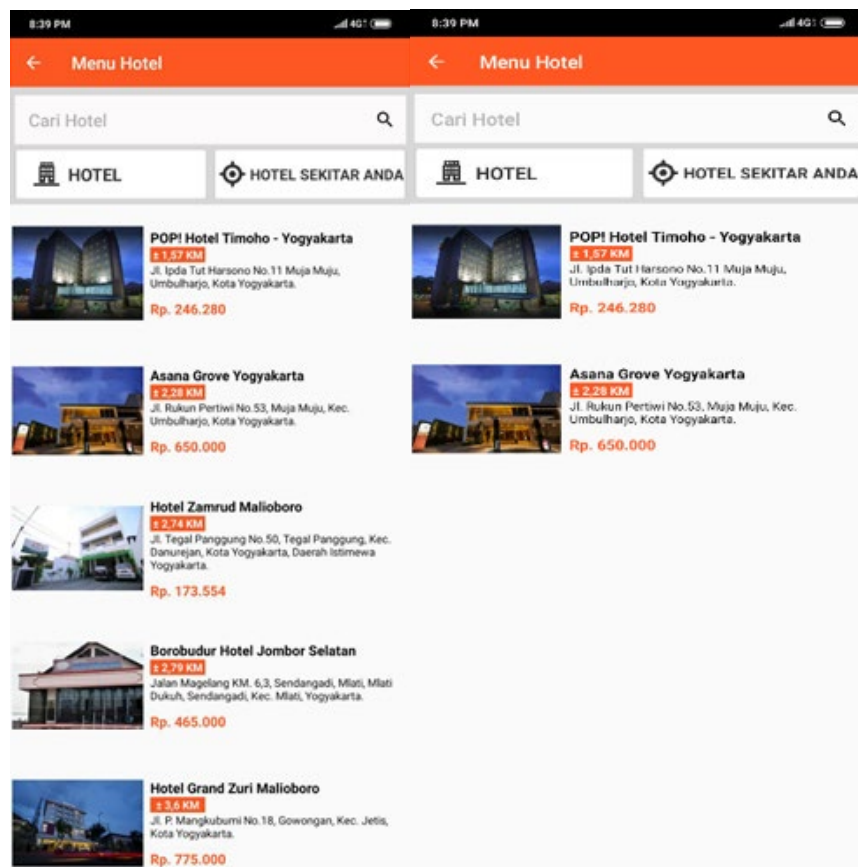 8:39 PM
4G
Menu Hotel
Cari Hotel
HOTEL
HOTEL SEKITAR ANDA
POP! Hotel Timoho - Yogyakarta
± 1,57 KM
Jl. Ipda Tut Harsono No.11 Muja Muju,
Umbulharjo, Kota Yogyakarta.
Rp. 246.280
Asana Grove Yogyakarta
± 2,28 KM
Jl. Rukun Pertiwi No.53, Muja Muju, Kec.
Umbulharjo, Kota Yogyakarta.
Rp. 650.000
Hotel Zamrud Malioboro
± 2,74 KM
Jl. Tegal Panggung No.50, Tegal Panggung, Kec.
Danurejan, Kota Yogyakarta, Daerah Istimewa
Yogyakarta.
Rp. 173.554
Borobudur Hotel Jombor Selatan
± 2,79 KM
Jalan Magelang KM. 6,3, Sendangadi, Mlati, Mlati
Dukuh, Sendangadi, Kec. Mlati, Yogyakarta.
Rp. 465.000
Hotel Grand Zuri Malioboro
± 3,6 KM
Jl. P. Mangkubumi No.18, Gowongan, Kec. Jetis,
Kota Yogyakarta.
Rp. 775.000
8:39 PM
4G
Menu Hotel
Cari Hotel
HOTEL
HOTEL SEKITAR ANDA
POP! Hotel Timoho - Yogyakarta
± 1,57 KM
Jl. Ipda Tut Harsono No.11 Muja Muju,
Umbulharjo, Kota Yogyakarta.
Rp. 246.280
Asana Grove Yogyakarta
± 2,28 KM
Jl. Rukun Pertiwi No.53, Muja Muju, Kec.
Umbulharjo, Kota Yogyakarta.
Rp. 650.000